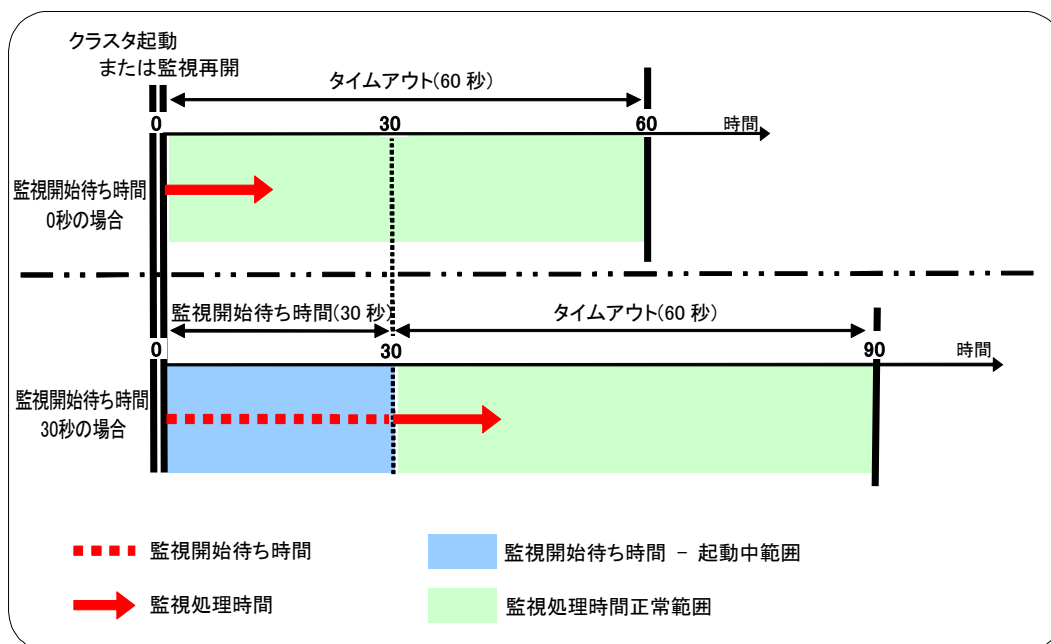 クラスタ起動
または監視再開
タイムアウト(60 秒)
0
30
60
時間
監視開始待ち時間
0秒の場合
監視開始待ち時間(30 秒)
タイムアウト(60 秒)
0
30
90
時間
監視開始待ち時間
30秒の場合
監視開始待ち時間
監視開始待ち時間 - 起動中範囲
監視処理時間
監視処理時間正常範囲